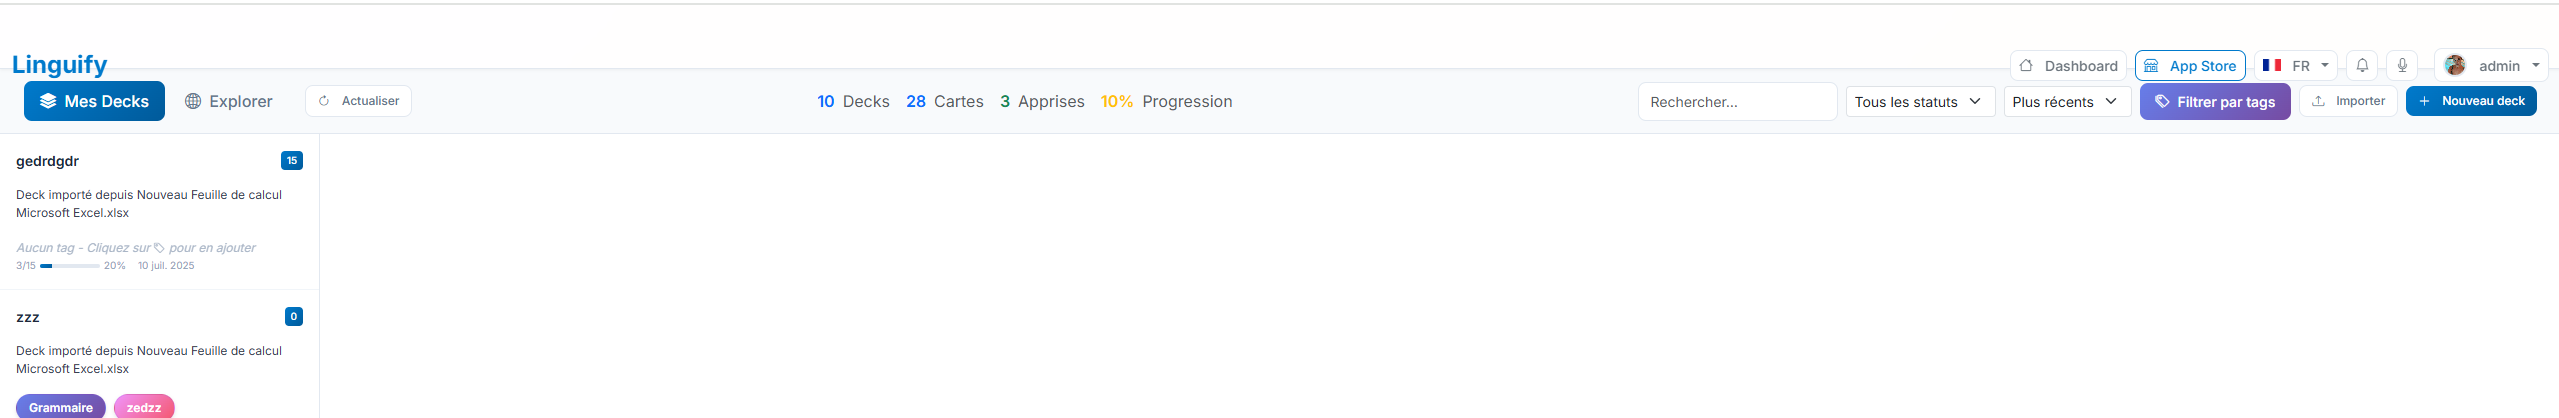 Linguify
Dashboard App Store FR admin
Mes Decks Explorer Actualiser 10 Decks 28 Cartes 3 Apprises 10% Progression Rechercher... Tous les statuts Plus récents Filtrer par tags Importer + Nouveau deck
gedrdgdr 15
Deck importé depuis Nouveau Feuille de calcul
Microsoft Excel.xlsx
Aucun tag - Cliquez sur pour en ajouter
3/15 20% 10 juil. 2025
zzz 0
Deck importé depuis Nouveau Feuille de calcul
Microsoft Excel.xlsx
Grammaire zedzz